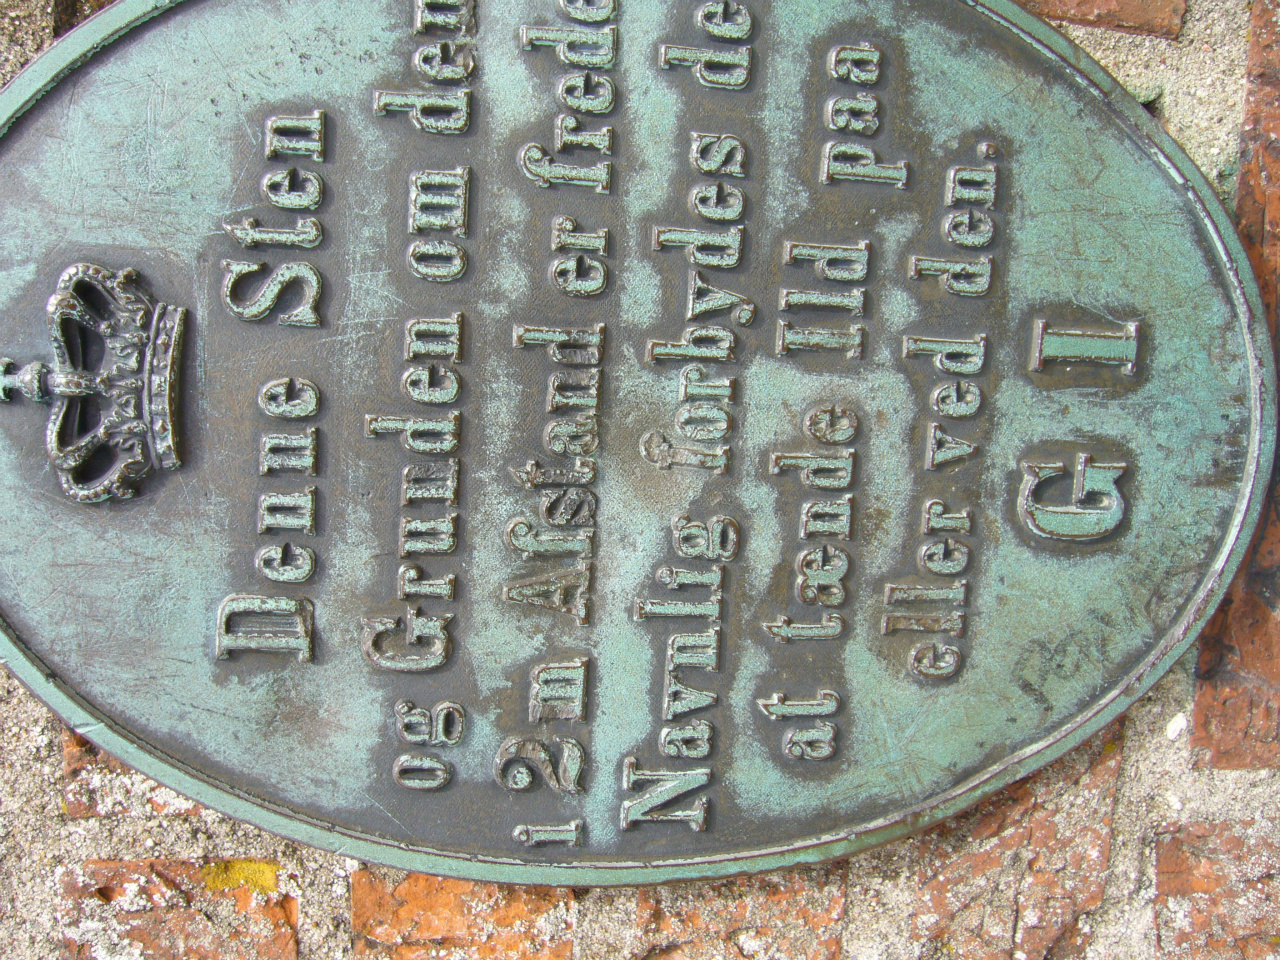 Denne Sten
og Grunden om den
i 2m Afstand er frede
Navnlig forbydes de
at tænde Ild paa
eller ved den.
G I